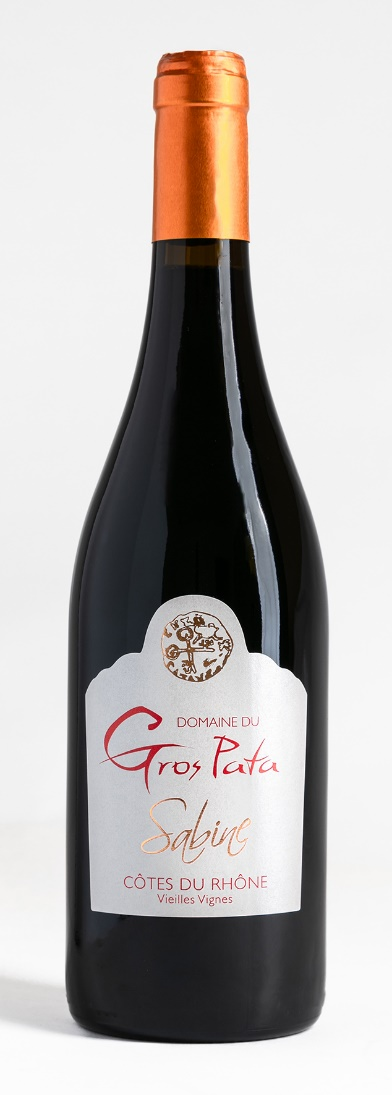 DOMAINE DU
Gros Pata
Sabine
CÔTES DU RHÔNE
Vieilles Vignes